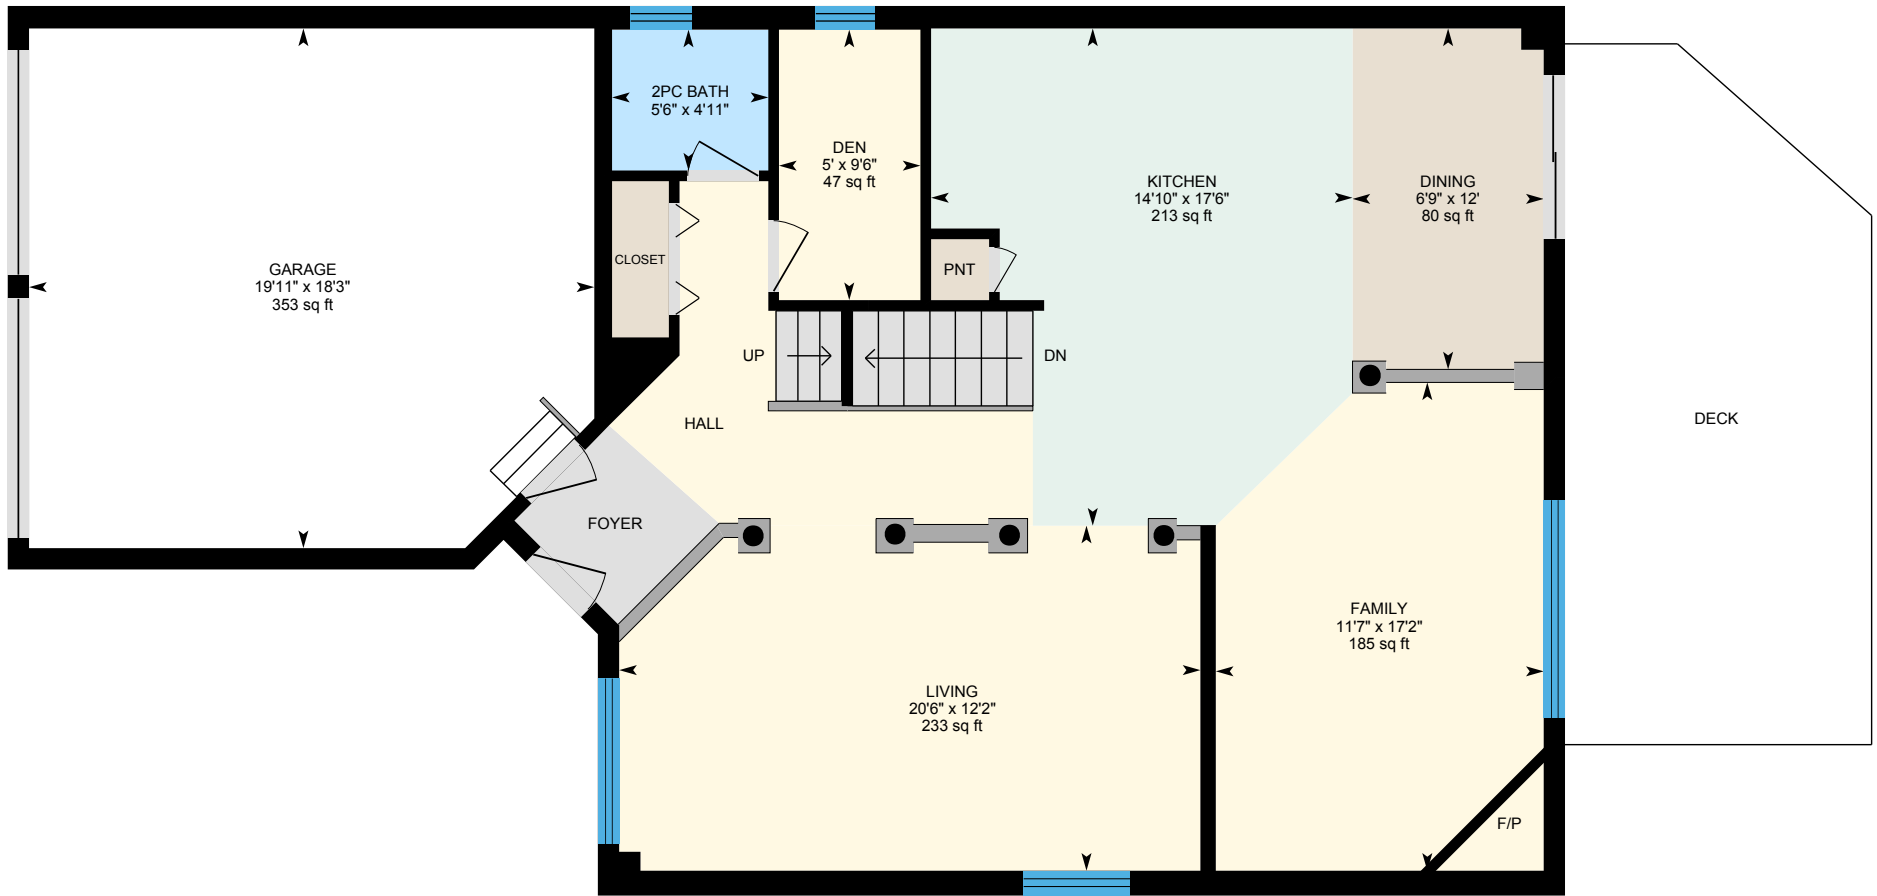 2PC BATH
5'6" x 4'11"
DEN
5' x 9'6"
47 sq ft
KITCHEN
14'10" x 17'6"
213 sq ft
DINING
6'9" x 12'
80 sq ft
GARAGE
19'11" x 18'3"
353 sq ft
CLOSET
PNT
UP
DN
HALL
DECK
FOYER
FAMILY
11'7" x 17'2"
185 sq ft
LIVING
20'6" x 12'2"
233 sq ft
F/P